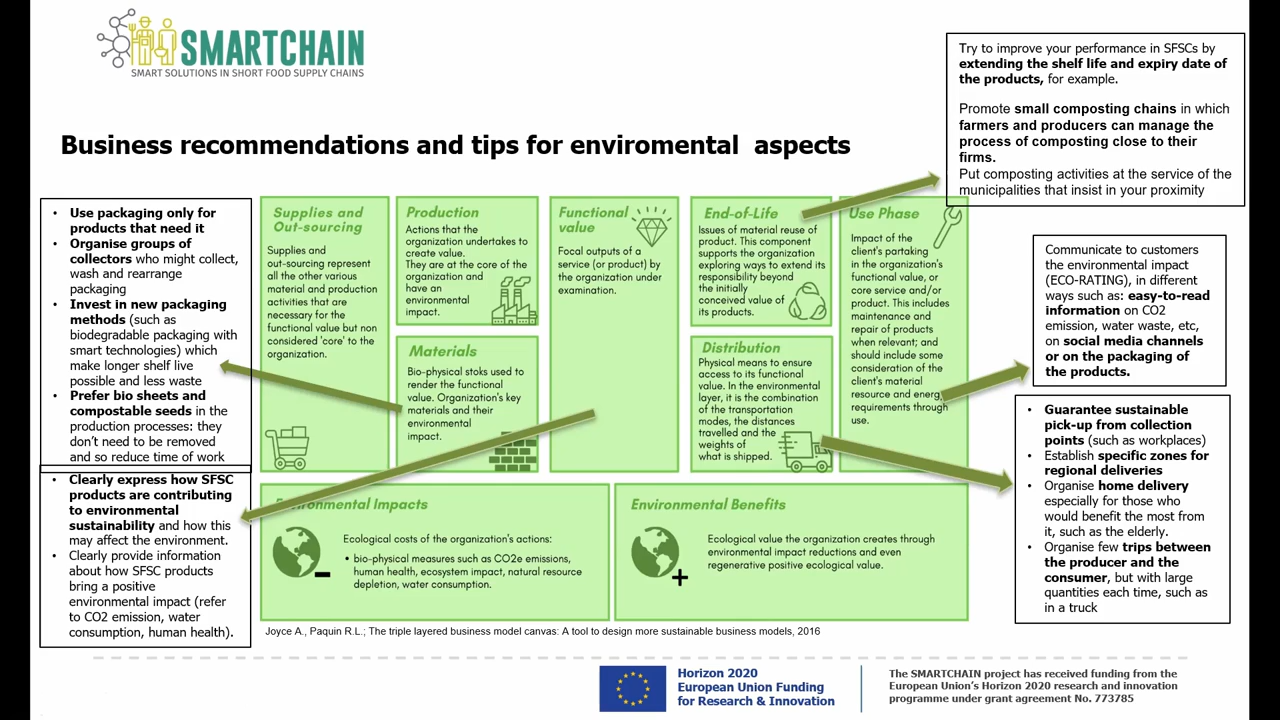 SMARTCHAIN
SMART SOLUTIONS IN SHORT FOOD SUPPLY CHAINS
Business recommendations and tips for enviromental aspects
Try to improve your performance in SFSCs by
extending the shelf life and expiry date of
the products, for example.
Promote small composting chains in which
farmers and producers can manage the
process of composting close to their
firms.
Put composting activities at the service of the
municipalities that insist in your proximity
• Use packaging only for
products that need it
• Organise groups of
collectors who might collect,
wash and rearrange
packaging
• Invest in new packaging
methods (such as
biodegradable packaging with
smart technologies) which
make longer shelf live
possible and less waste
• Prefer bio sheets and
compostable seeds in the
production processes: they
don't need to be removed
and so reduce time of work
• Clearly express how SFSC
products are contributing
to environmental
sustainability and how this
may affect the environment.
• Clearly provide information
about how SFSC products
bring a positive
environmental impact (refer
to CO2 emission, water
consumption, human health).
Supplies and
Out-sourcing
Supplies and
out-sourcing represent
all the other various
material and production
activities that are
necessary for the
functional value but non
considered 'core' to the
organization.
Production
Actions that the
organization undertakes to
create value.
They are at the core of the
organization and
have an
environmental
impact.
Materials
Bio-physical stoks used to
render the functional
value. Organization's key
materials and their
environmental
impact.
Functional
value
Focal outputs of a
service (or product) by
the organization under
examination.
End-of-Life
Issues of material reuse of
product. This component
supports the organization
exploring ways to extend its
responsibility beyond
the initially
conceived value of
its products.
Distribution
Physical means to ensure
access to its functional
value. In the environmental
layer, it is the combination
of the transportation
modes, the distances
travelled and the
weights of
what is shipped.
Use Phase
Impact of the
client's partaking
in the organization's
functional value, or
core service and/or
product. This includes
maintenance and
repair of products
when relevant; and
should include some
consideration of the
client's material
resource and energy
requirements through
use.
Communicate to customers
the environmental impact
(ECO-RATING), in different
ways such as: easy-to-read
information on CO2
emission, water waste, etc,
on social media channels
or on the packaging of
the products.
• Guarantee sustainable
pick-up from collection
points (such as workplaces)
• Establish specific zones for
regional deliveries
• Organise home delivery
especially for those who
would benefit the most from
it, such as the elderly.
• Organise few trips between
the producer and the
consumer, but with large
quantities each time, such as
in a truck
Environmental Impacts
Ecological costs of the organization's actions:
• bio-physical measures such as CO2e emissions,
human health, ecosystem impact, natural resource
depletion, water consumption.
Environmental Benefits
Ecological value the organization creates through
environmental impact reductions and even
regenerative positive ecological value.
Joyce A., Paquin R.L.; The triple layered business model canvas: A tool to design more sustainable business models, 2016
Horizon 2020
European Union Funding
for Research & Innovation
The SMARTCHAIN project has received funding from the
European Union's Horizon 2020 research and innovation
programme under grant agreement No. 773785